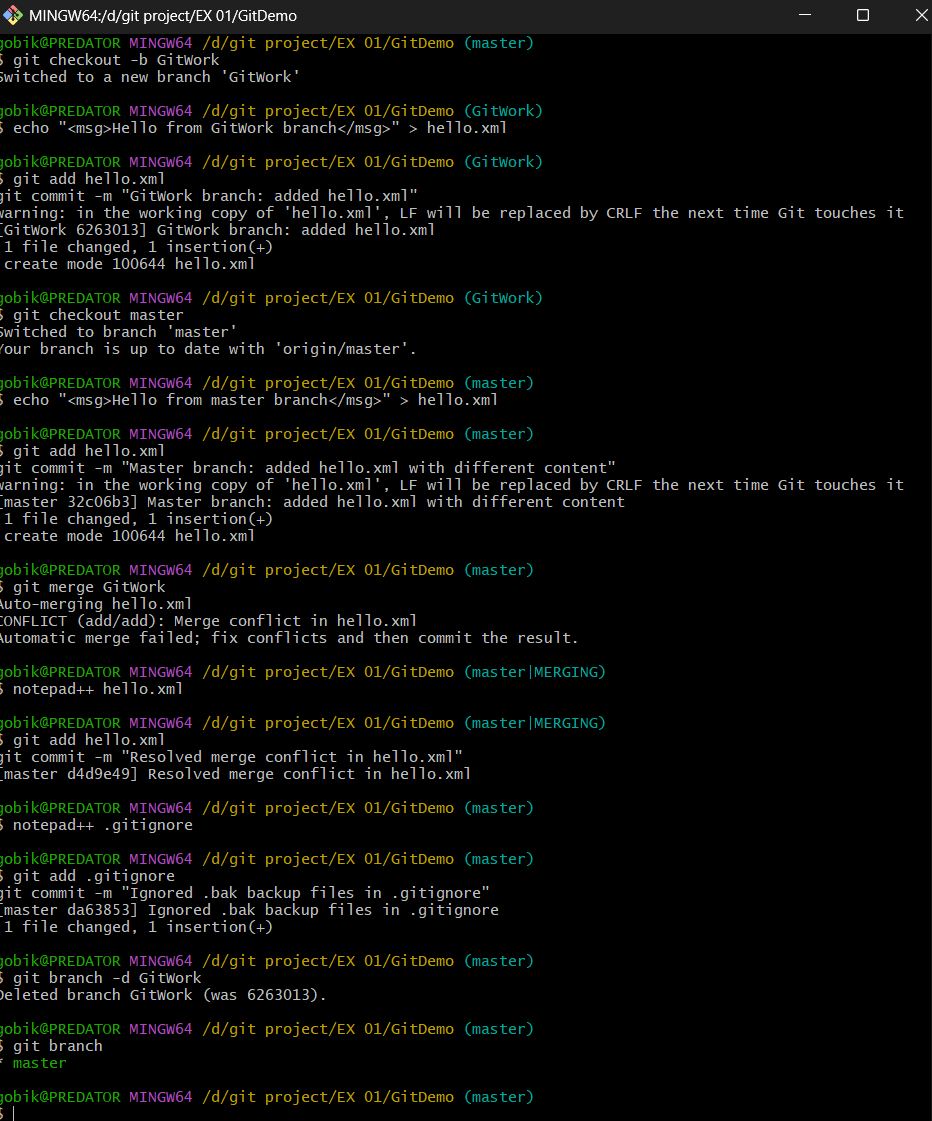 MINGW64:/d/git project/EX 01/GitDemo
gobik@PREDATOR MINGW64 /d/git project/EX 01/GitDemo (master)
$ git checkout -b GitWork
Switched to a new branch 'GitWork'
gobik@PREDATOR MINGW64 /d/git project/EX 01/GitDemo (GitWork)
$ echo "<msg>Hello from GitWork branch</msg>" > hello.xml
gobik@PREDATOR MINGW64 /d/git project/EX 01/GitDemo (GitWork)
$ git add hello.xml
git commit -m "GitWork branch: added hello.xml"
warning: in the working copy of 'hello.xml', LF will be replaced by CRLF the next time Git touches it
[GitWork 6263013] GitWork branch: added hello.xml
1 file changed, 1 insertion(+)
create mode 100644 hello.xml
gobik@PREDATOR MINGW64 /d/git project/EX 01/GitDemo (GitWork)
$ git checkout master
Switched to branch 'master'
Your branch is up to date with 'origin/master'.
gobik@PREDATOR MINGW64 /d/git project/EX 01/GitDemo (master)
$ echo "<msg>Hello from master branch</msg>" > hello.xml
gobik@PREDATOR MINGW64 /d/git project/EX 01/GitDemo (master)
$ git add hello.xml
git commit -m "Master branch: added hello.xml with different content"
warning: in the working copy of 'hello.xml', LF will be replaced by CRLF the next time Git touches it
[master 32c06b3] Master branch: added hello.xml with different content
1 file changed, 1 insertion(+)
create mode 100644 hello.xml
gobik@PREDATOR MINGW64 /d/git project/EX 01/GitDemo (master)
$ git merge GitWork
Auto-merging hello.xml
CONFLICT (add/add): Merge conflict in hello.xml
Automatic merge failed; fix conflicts and then commit the result.
gobik@PREDATOR MINGW64 /d/git project/EX 01/GitDemo (master|MERGING)
$ notepad++ hello.xml
gobik@PREDATOR MINGW64 /d/git project/EX 01/GitDemo (master|MERGING)
$ git add hello.xml
git commit -m "Resolved merge conflict in hello.xml"
[master d4d9e49] Resolved merge conflict in hello.xml
gobik@PREDATOR MINGW64 /d/git project/EX 01/GitDemo (master)
$ notepad++ .gitignore
gobik@PREDATOR MINGW64 /d/git project/EX 01/GitDemo (master)
$ git add .gitignore
git commit -m "Ignored .bak backup files in .gitignore"
[master da63853] Ignored .bak backup files in .gitignore
1 file changed, 1 insertion(+)
gobik@PREDATOR MINGW64 /d/git project/EX 01/GitDemo (master)
$ git branch -d GitWork
Deleted branch GitWork (was 6263013).
gobik@PREDATOR MINGW64 /d/git project/EX 01/GitDemo (master)
$ git branch
* master
gobik@PREDATOR MINGW64 /d/git project/EX 01/GitDemo (master)
$